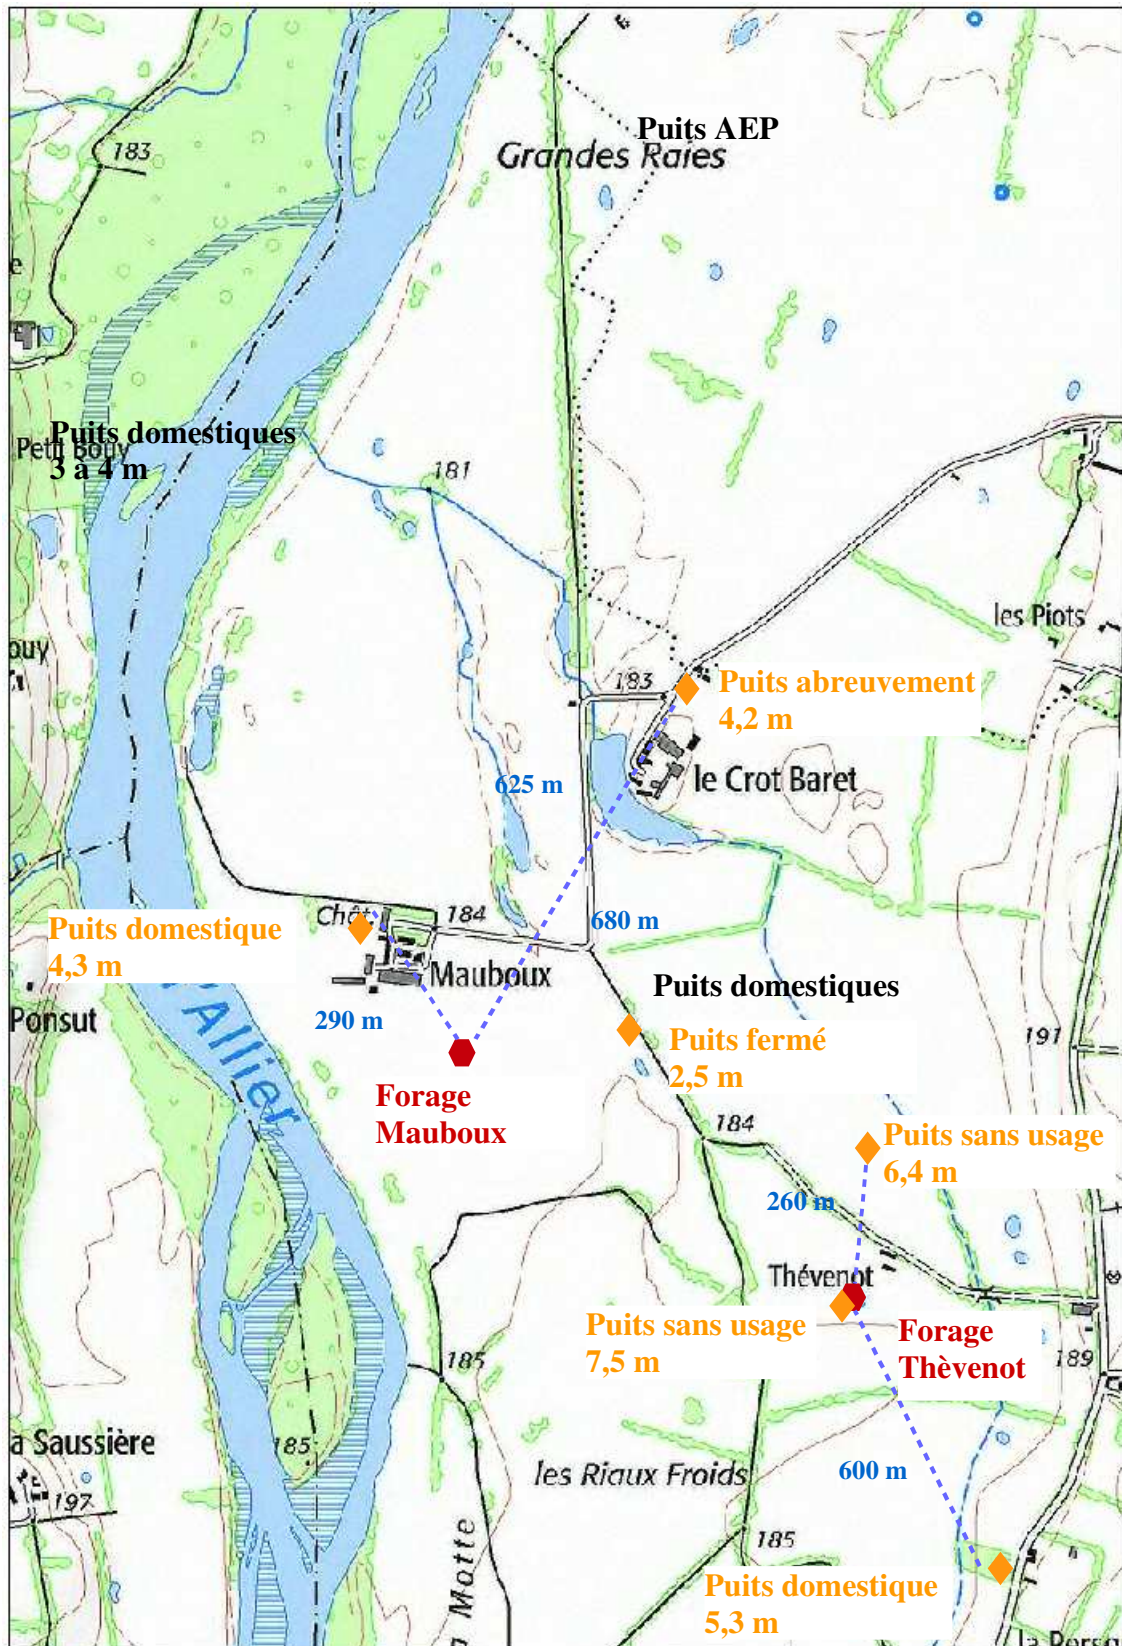 Puits AEP
Grandes Raies
183
e
Puits domestiques
3 à 4 m
Petit Bouy
181
les Piots
ouy
183
Puits abreuvement
4,2 m
625 m
le Crot Baret
Chât.
184
680 m
Puits domestique
4,3 m
Mauboux
Puits domestiques
Ponsut
l'Allier
290 m
Puits fermé
2,5 m
191
Forage
Mauboux
184
Puits sans usage
6,4 m
260 m
Thévenot
Puits sans usage
7,5 m
Forage
Thèvenot
185
189
a Saussière
185
les Riaux Froids
600 m
197
Motte
185
Puits domestique
5,3 m